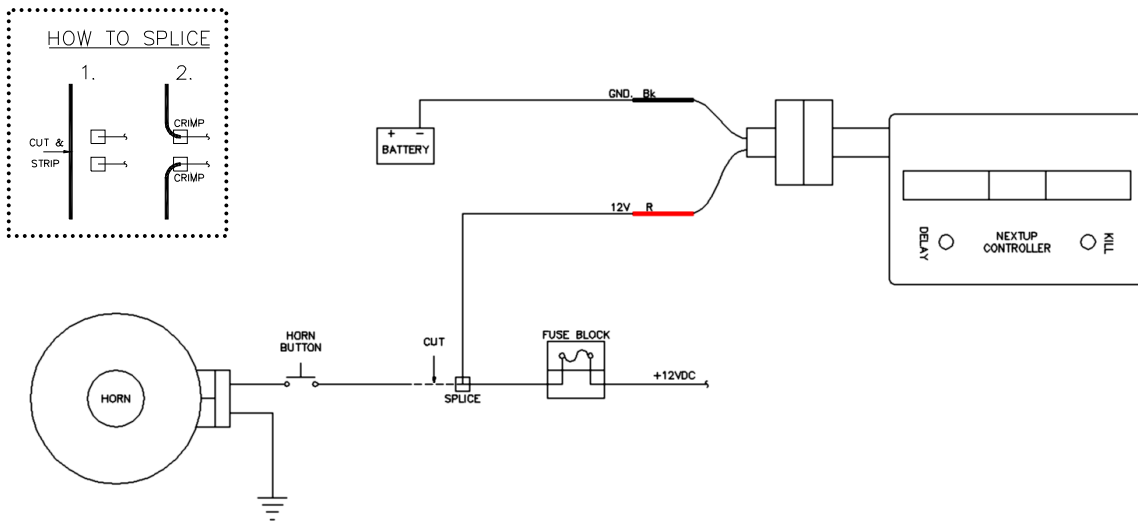 HOW TO SPLICE
1. 2.
CUT &
STRIP
CRIMP
CRIMP
GND. Bk
+ -
BATTERY
12V R
DELAY
NEXTUP
CONTROLLER
KILL
HORN
HORN
BUTTON
CUT
SPLICE
FUSE BLOCK
+12VDC